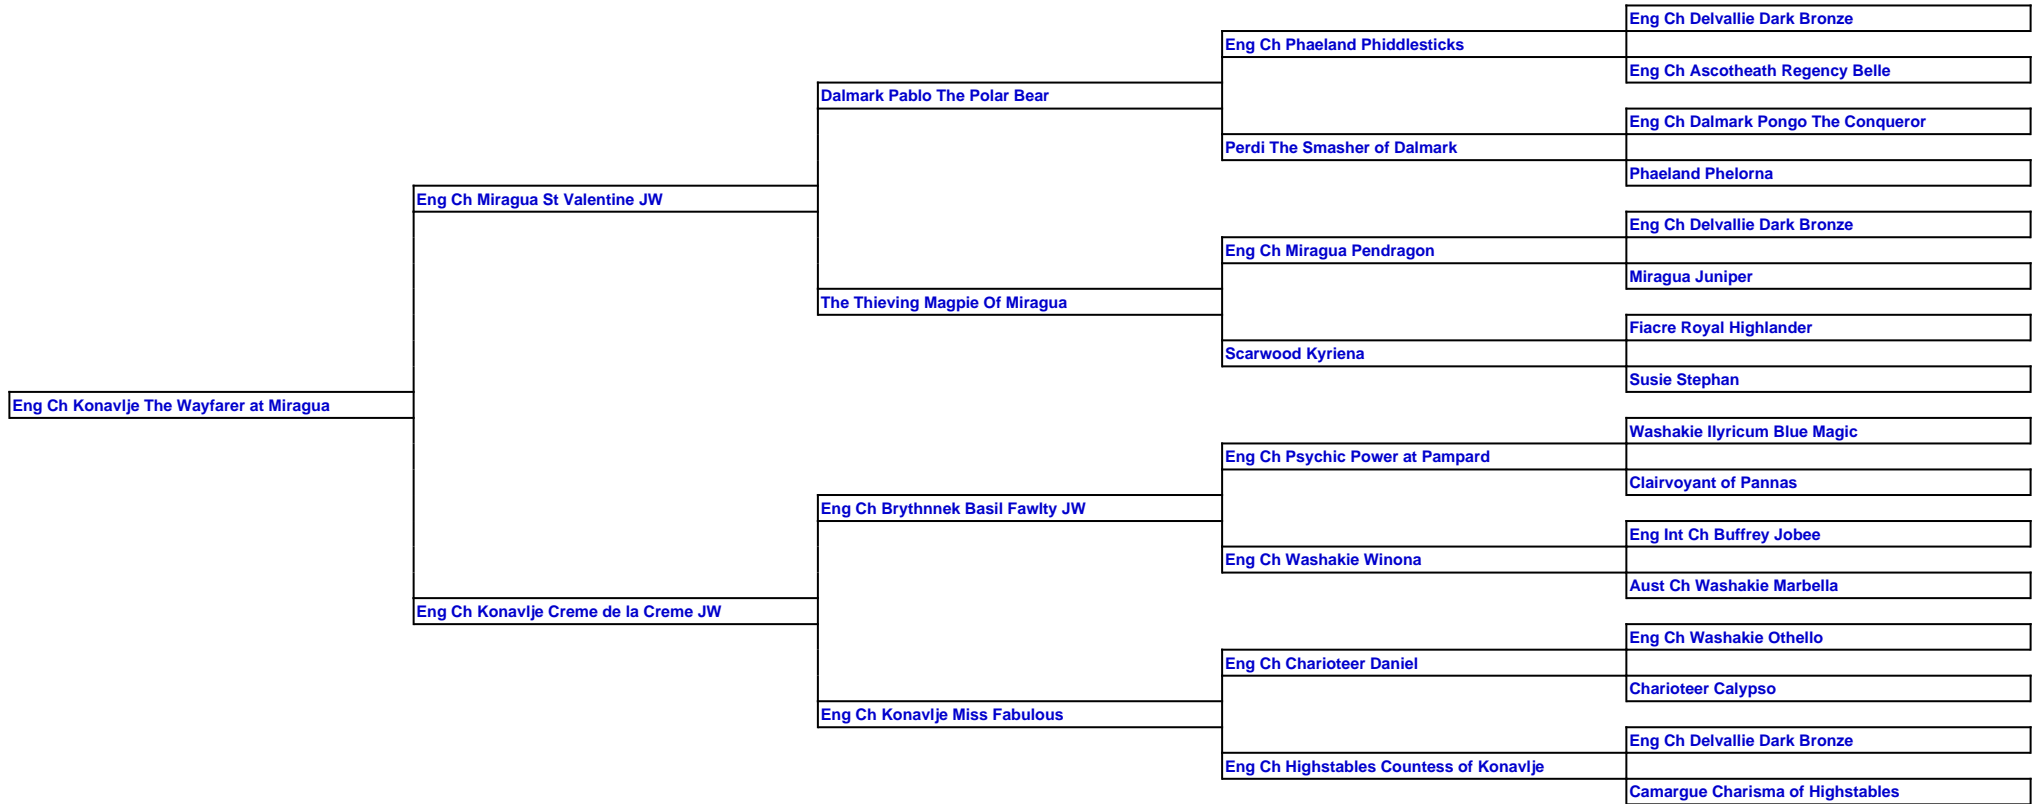 Eng Ch Delvallie Dark Bronze
Eng Ch Phaeland Phiddlesticks
Eng Ch Ascotheath Regency Belle
Dalmark Pablo The Polar Bear
Eng Ch Dalmark Pongo The Conqueror
Perdi The Smasher of Dalmark
Phaeland Phelorna
Eng Ch Miragua St Valentine JW
Eng Ch Delvallie Dark Bronze
Eng Ch Miragua Pendragon
Miragua Juniper
The Thieving Magpie Of Miragua
Fiacre Royal Highlander
Scarwood Kyriena
Susie Stephan
Eng Ch Konavlje The Wayfarer at Miragua
Washakie Ilyricum Blue Magic
Eng Ch Psychic Power at Pampard
Clairvoyant of Pannas
Eng Ch Brythnnek Basil Fawlty JW
Eng Int Ch Buffrey Jobee
Eng Ch Washakie Winona
Aust Ch Washakie Marbella
Eng Ch Konavlje Creme de la Creme JW
Eng Ch Washakie Othello
Eng Ch Charioteer Daniel
Charioteer Calypso
Eng Ch Konavlje Miss Fabulous
Eng Ch Delvallie Dark Bronze
Eng Ch Highstables Countess of Konavlje
Camargue Charisma of Highstables